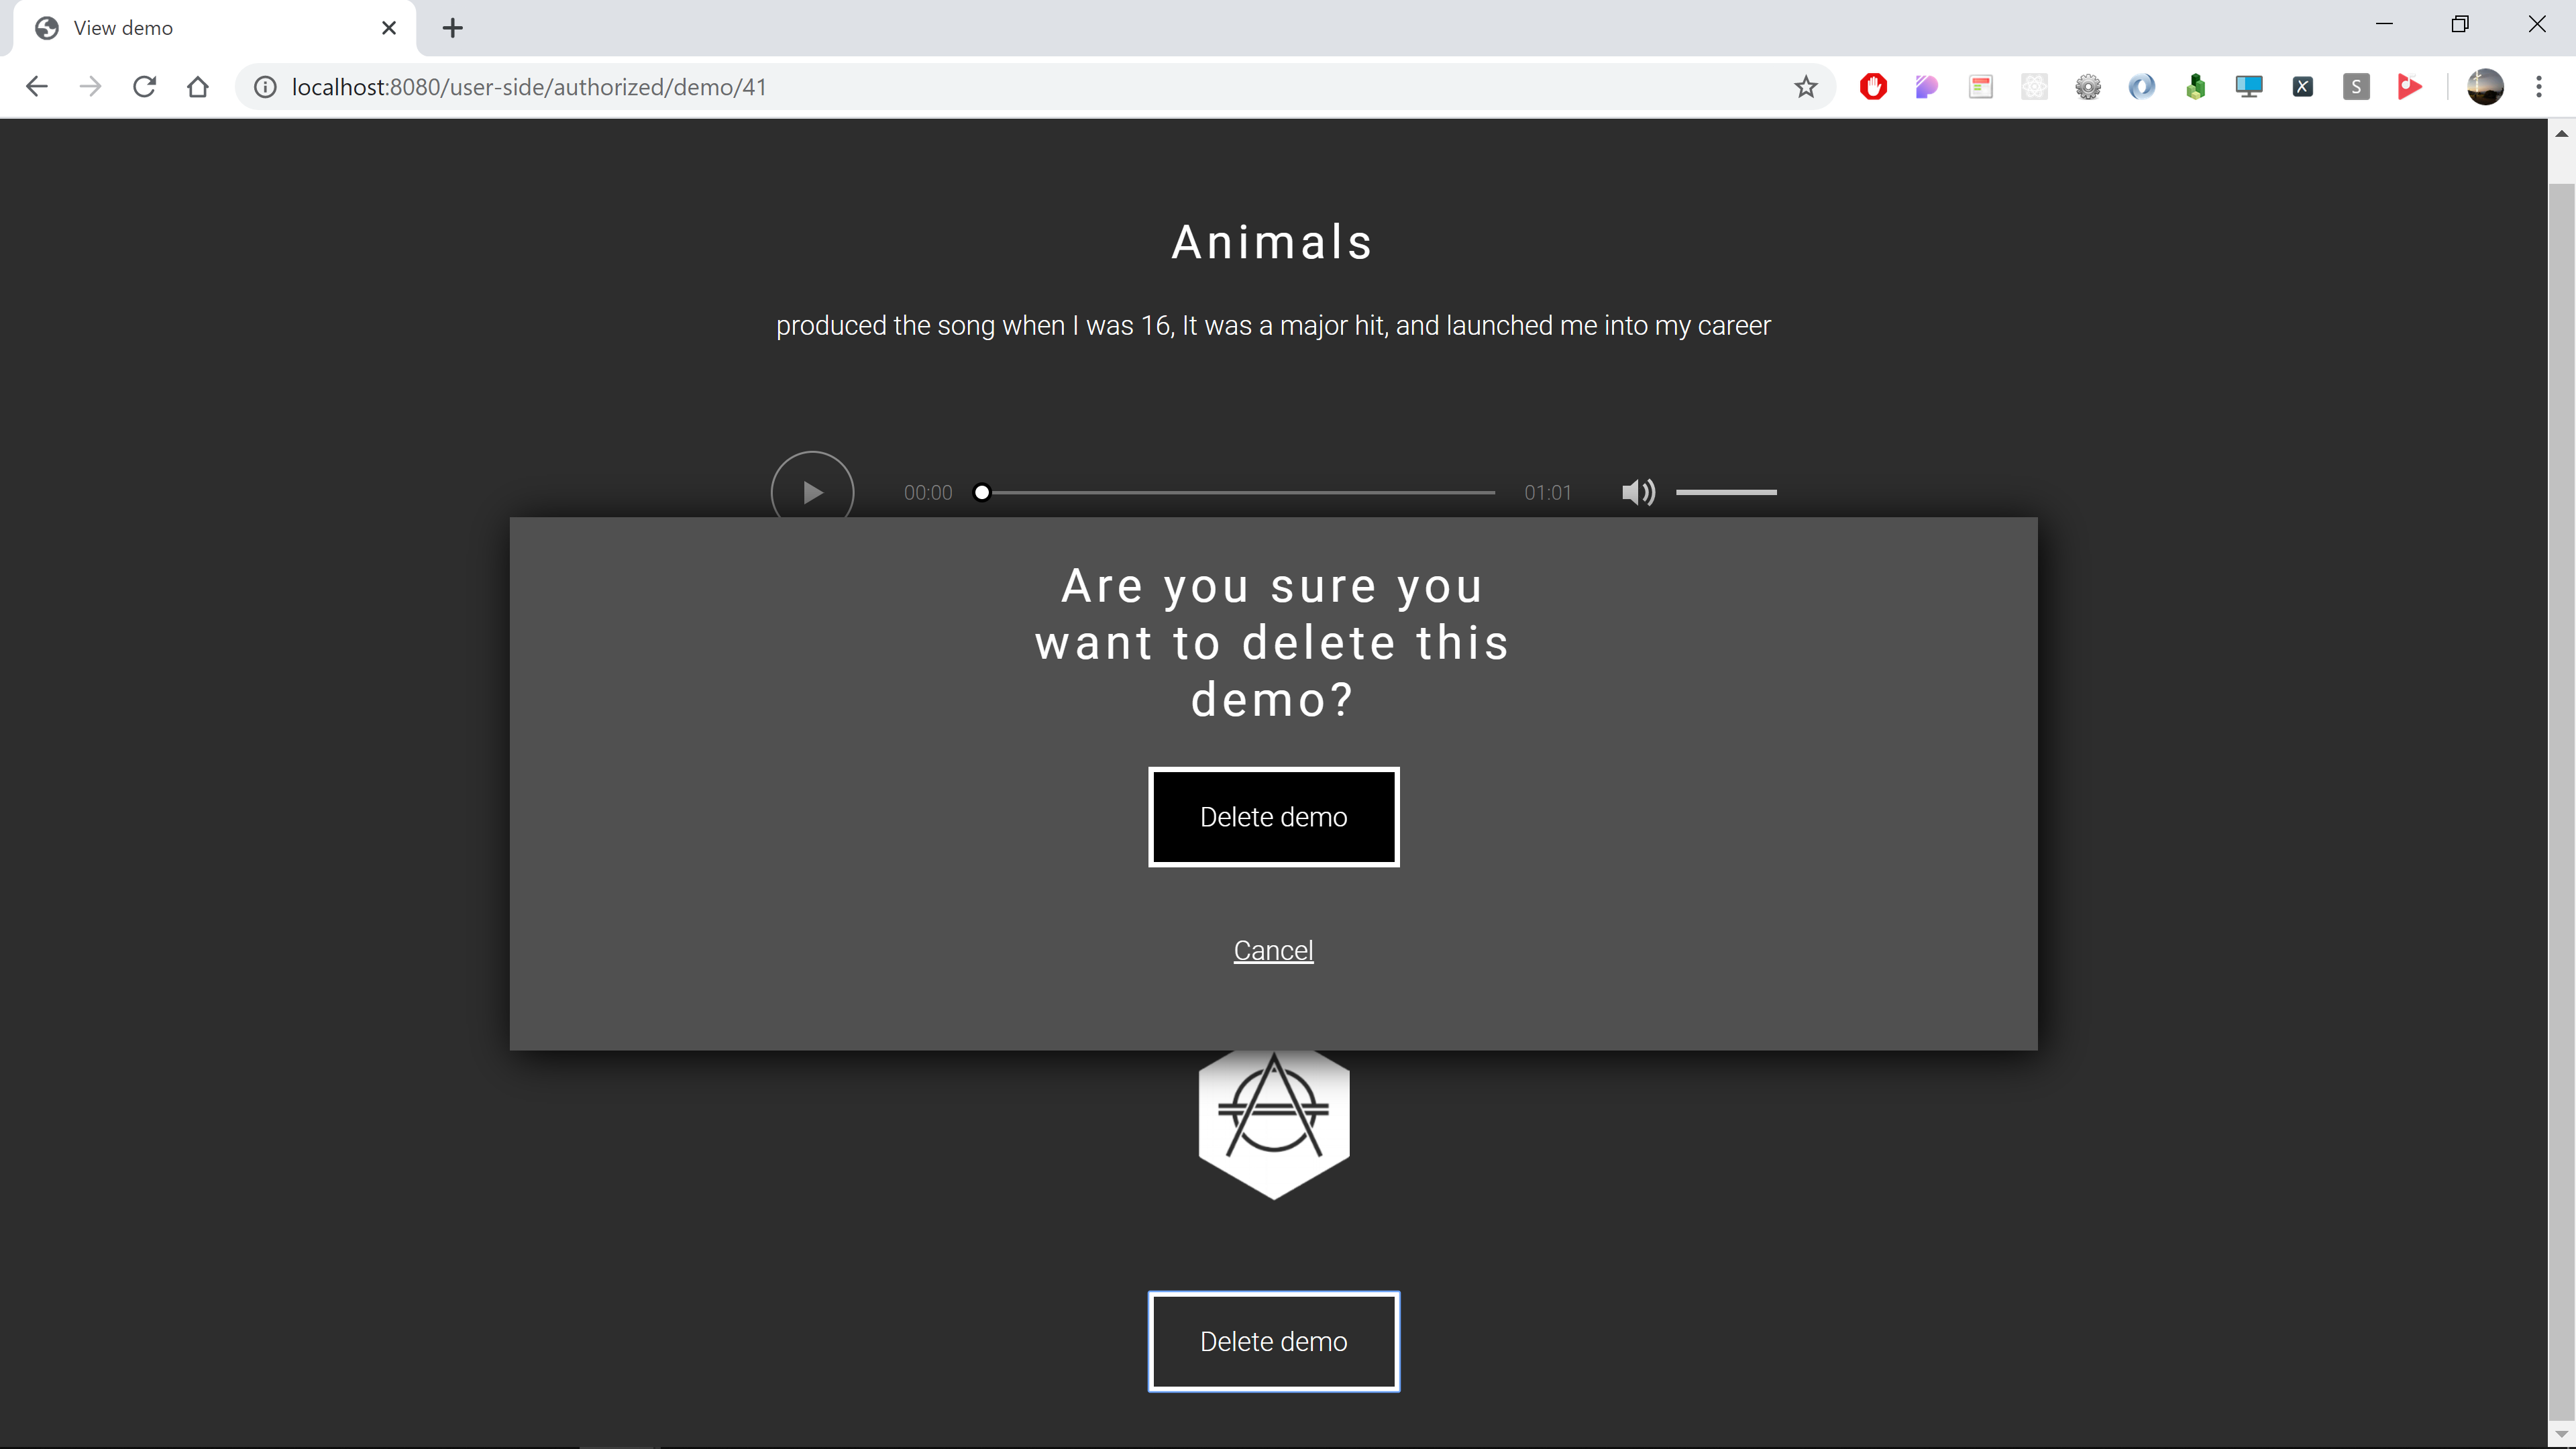 View demo
localhost:8080/user-side/authorized/demo/41
S
Animals
produced the song when I was 16, It was a major hit, and launched me into my career
00:00
01:01
Are you sure you
want to delete this
demo?
Delete demo
Cancel
Delete demo